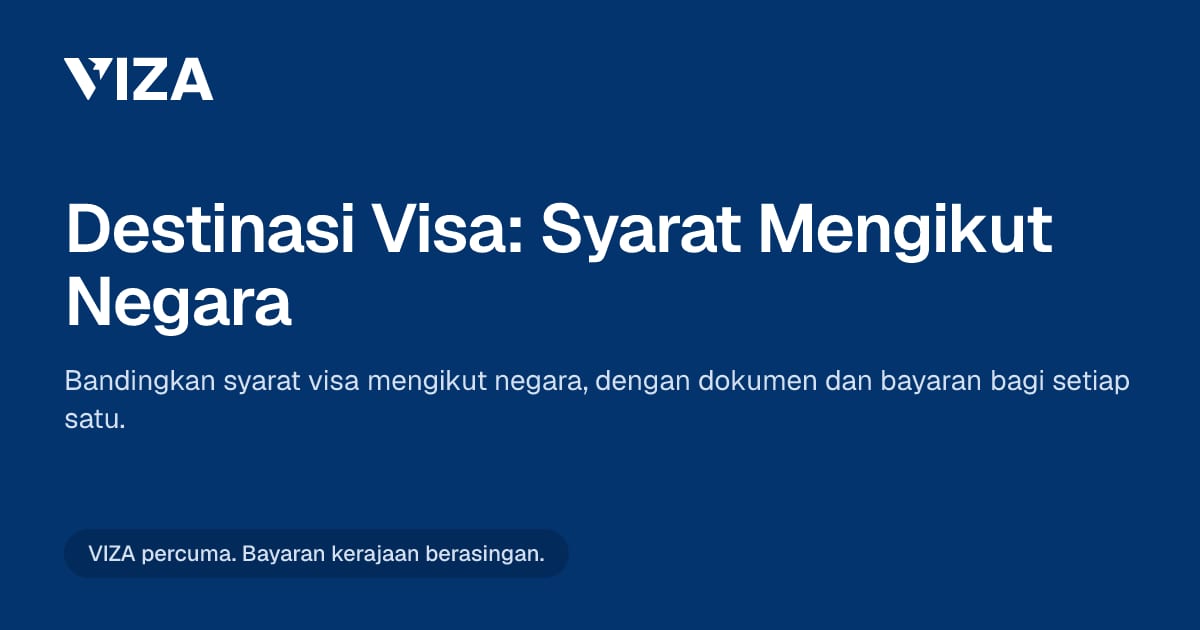 VIZA
Destinasi Visa: Syarat Mengikut
Negara
Bandingkan syarat visa mengikut negara, dengan dokumen dan bayaran bagi setiap
satu.
VIZA percuma. Bayaran kerajaan berasingan.